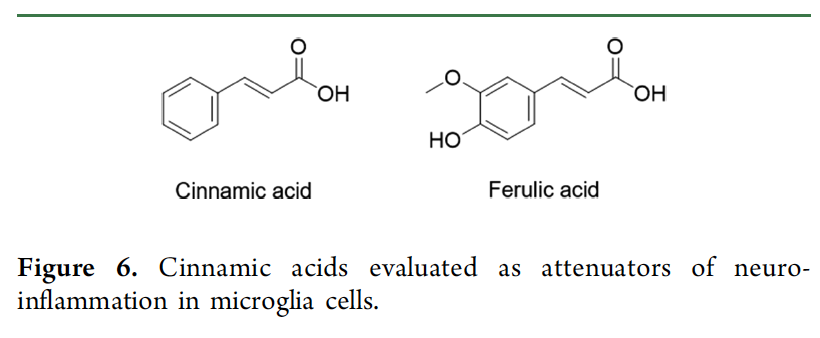 O
OH
Cinnamic acid
O
O
HO
OH
Ferulic acid
Figure 6. Cinnamic acids evaluated as attenuators of neuro-
inflammation in microglia cells.